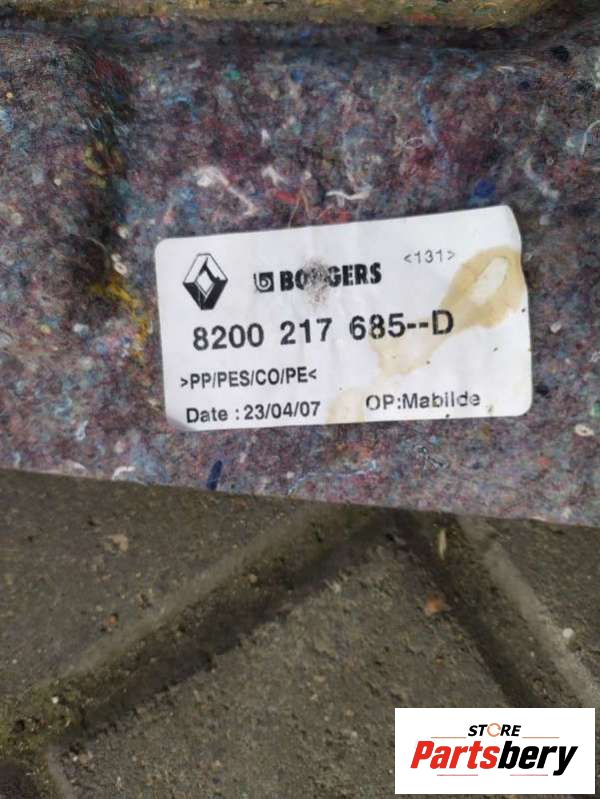 BORGERS <131>
8200 217 685--D
>PP/PES/CO/PE<
Date : 23/04/07 OP:Mabilde
STORE
Partsbery